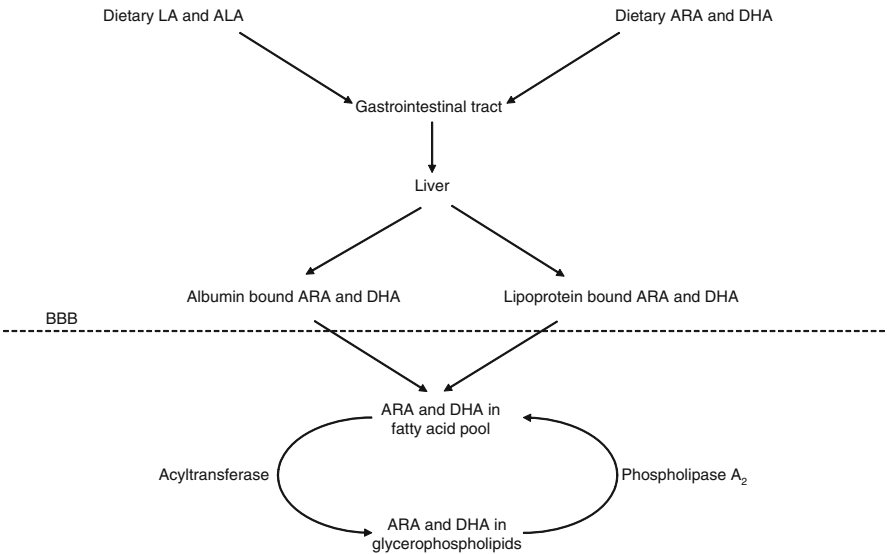 Dietary LA and ALA
Dietary ARA and DHA
Gastrointestinal tract
Liver
Albumin bound ARA and DHA
Lipoprotein bound ARA and DHA
BBB
ARA and DHA in
fatty acid pool
Acyltransferase
Phospholipase A₂
ARA and DHA in
glycerophospholipids